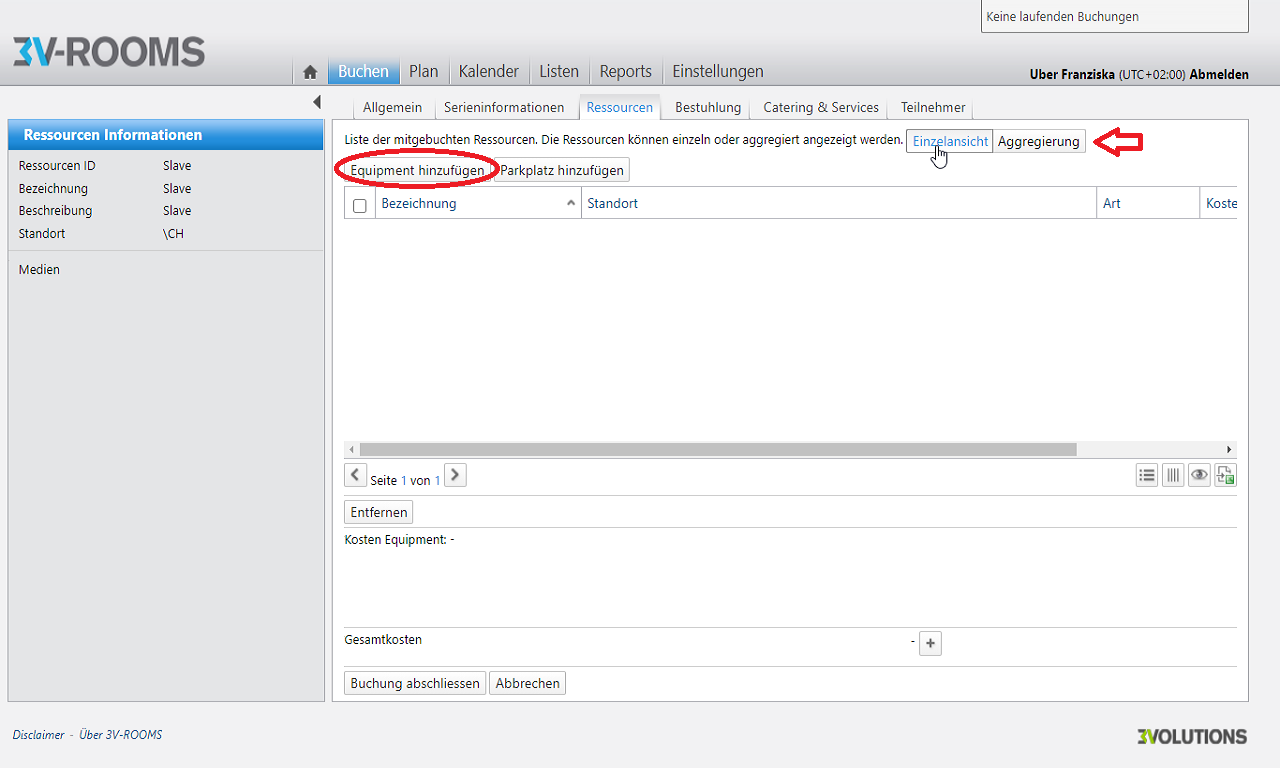 Keine laufenden Buchungen
3V-ROOMS
Buchen Plan Kalender Listen Reports Einstellungen
Uber Franziska (UTC+02:00) Abmelden
Allgemein Serieninformationen Ressourcen Bestuhlung Catering & Services Teilnehmer
Ressourcen Informationen
Ressourcen ID Slave
Bezeichnung Slave
Beschreibung Slave
Standort \CH
Medien
Liste der mitgebuchten Ressourcen. Die Ressourcen können einzeln oder aggregiert angezeigt werden. Einzelansicht Aggregierung
Equipment hinzufügen Parkplatz hinzufügen
Bezeichnung Standort Art Koste
Seite 1 von 1
Entfernen
Kosten Equipment: -
Gesamtkosten - +
Buchung abschliessen Abbrechen
Disclaimer - Über 3V-ROOMS
3VOLUTIONS